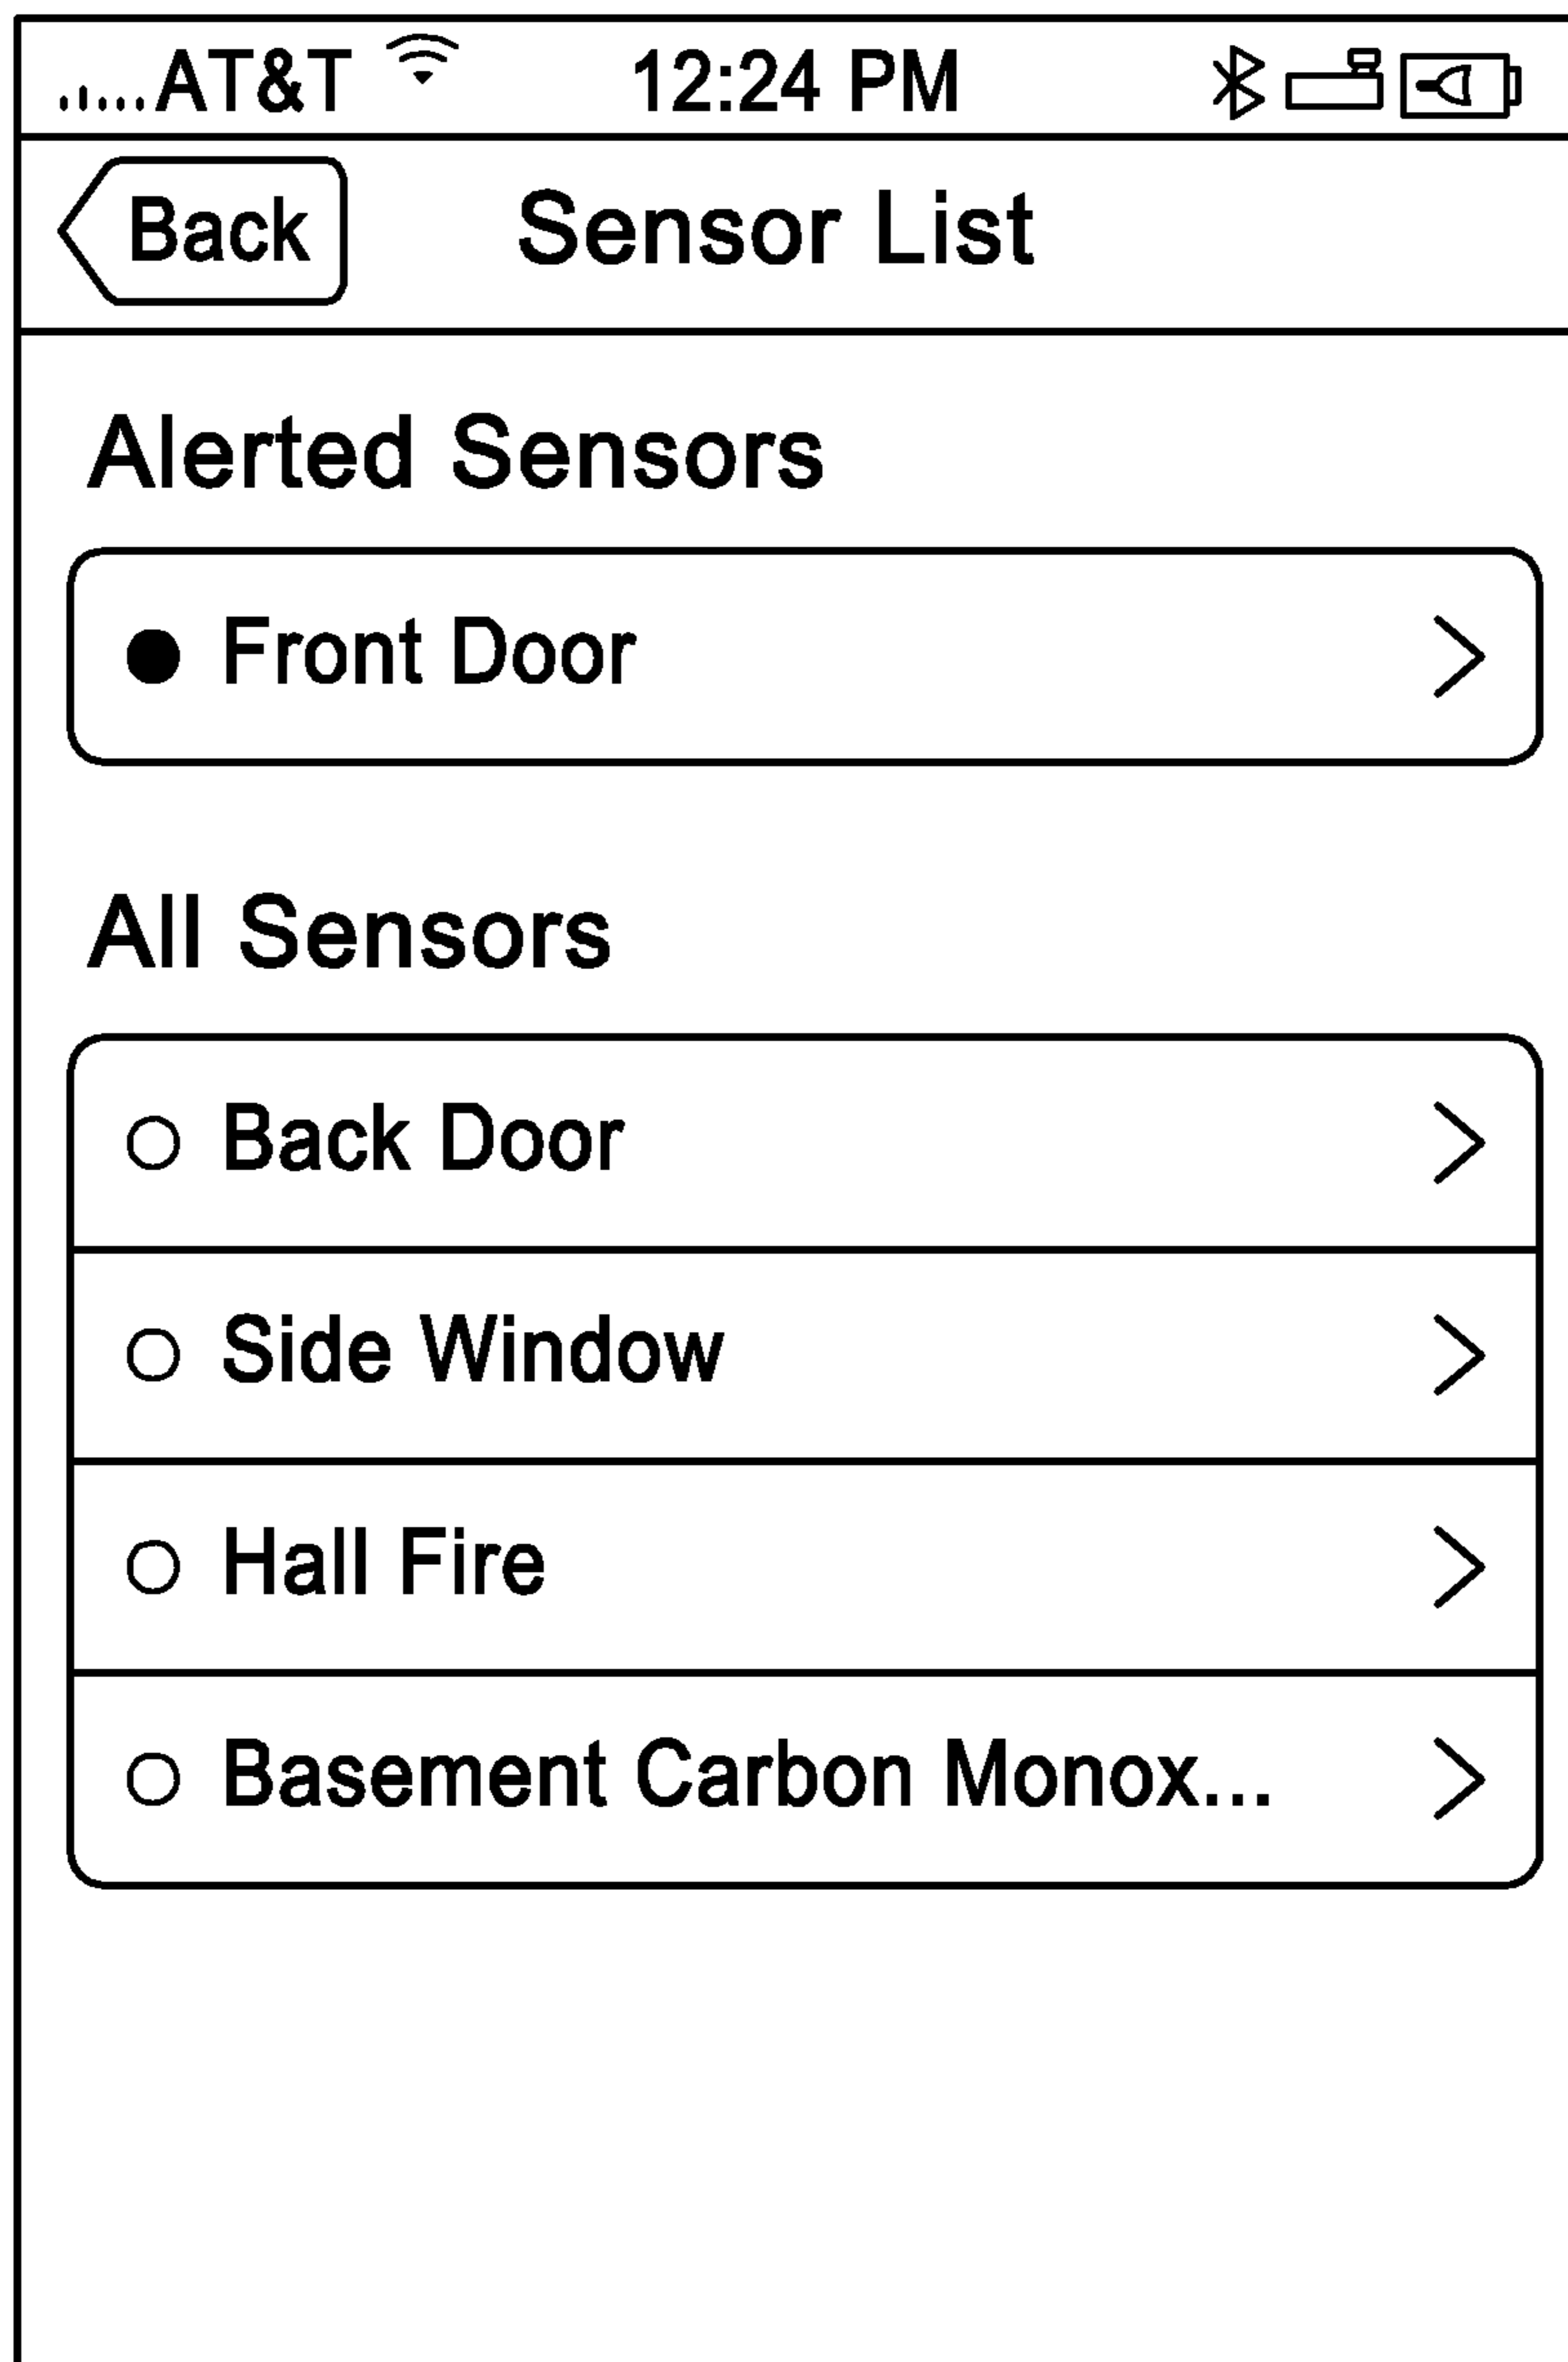 AT&T 12:24 PM
Back Sensor List
Alerted Sensors
Front Door
All Sensors
Back Door
Side Window
Hall Fire
Basement Carbon Monox...